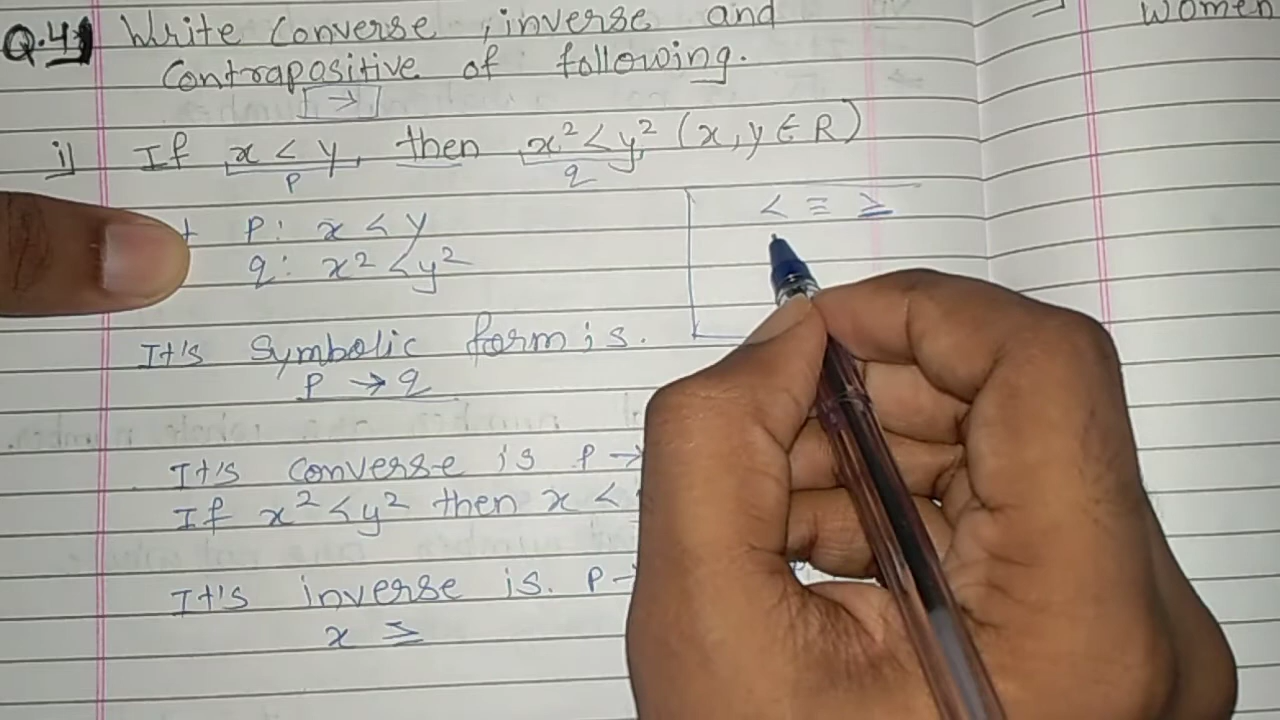 Q.4) Write Converse, inverse and
Contrapositive of following.
→
i) If x < y, then x² < y² (x, y ∈ R)
p q
p: x < y
q: x² < y²
< ≡ ≥
It's Symbolic form is.
p → q
It's Converse is p →
If x² < y² then x <
It's inverse is. p →
x ≥
Women